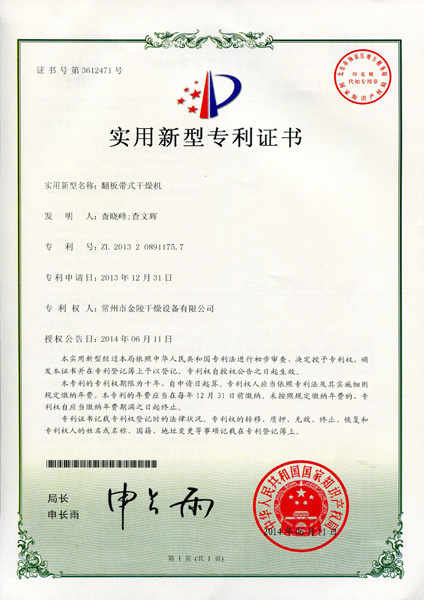 证书号第3612471号
实用新型专利证书
实用新型名称：翻板带式干燥机
发 明 人：查晓峰;查文辉
专 利 号：ZL 2013 2 0891175.7
专利申请日：2013年12月31日
专 利 权 人：常州市金陵干燥设备有限公司
授权公告日：2014年06月11日
本实用新型经过本局依照中华人民共和国专利法进行初步审查，决定授予专利权，颁
发本证书并在专利登记簿上予以登记。专利权自授权公告之日起生效。
本专利的专利权期限为十年，自申请日起算。专利权人应当依照专利法及其实施细则
规定缴纳年费。本专利的年费应当在每年12月31日前缴纳。未按照规定缴纳年费的，专
利权自应当缴纳年费期满之日起终止。
专利证书记载专利权登记时的法律状况。专利权的转移、质押、无效、终止、恢复和
专利权人的姓名或名称、国籍、地址变更等事项记载在专利登记簿上。
局长
申长雨
申长雨
中华人民共和国国家知识产权局
2014年06月11日
第1页(共1页)